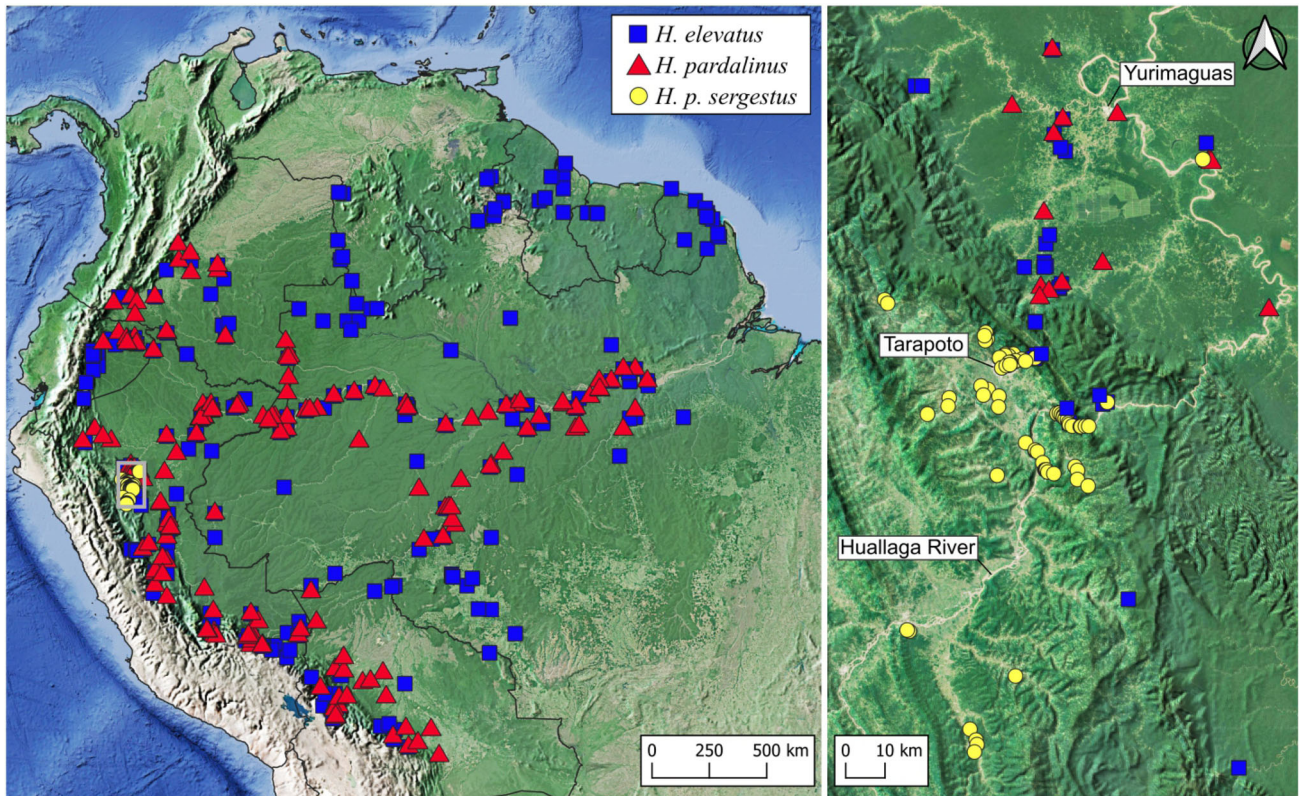 H. elevatus
H. pardalinus
H. p. sergestus
0 250 500 km
Yurimaguas
Tarapoto
Huallaga River
0 10 km